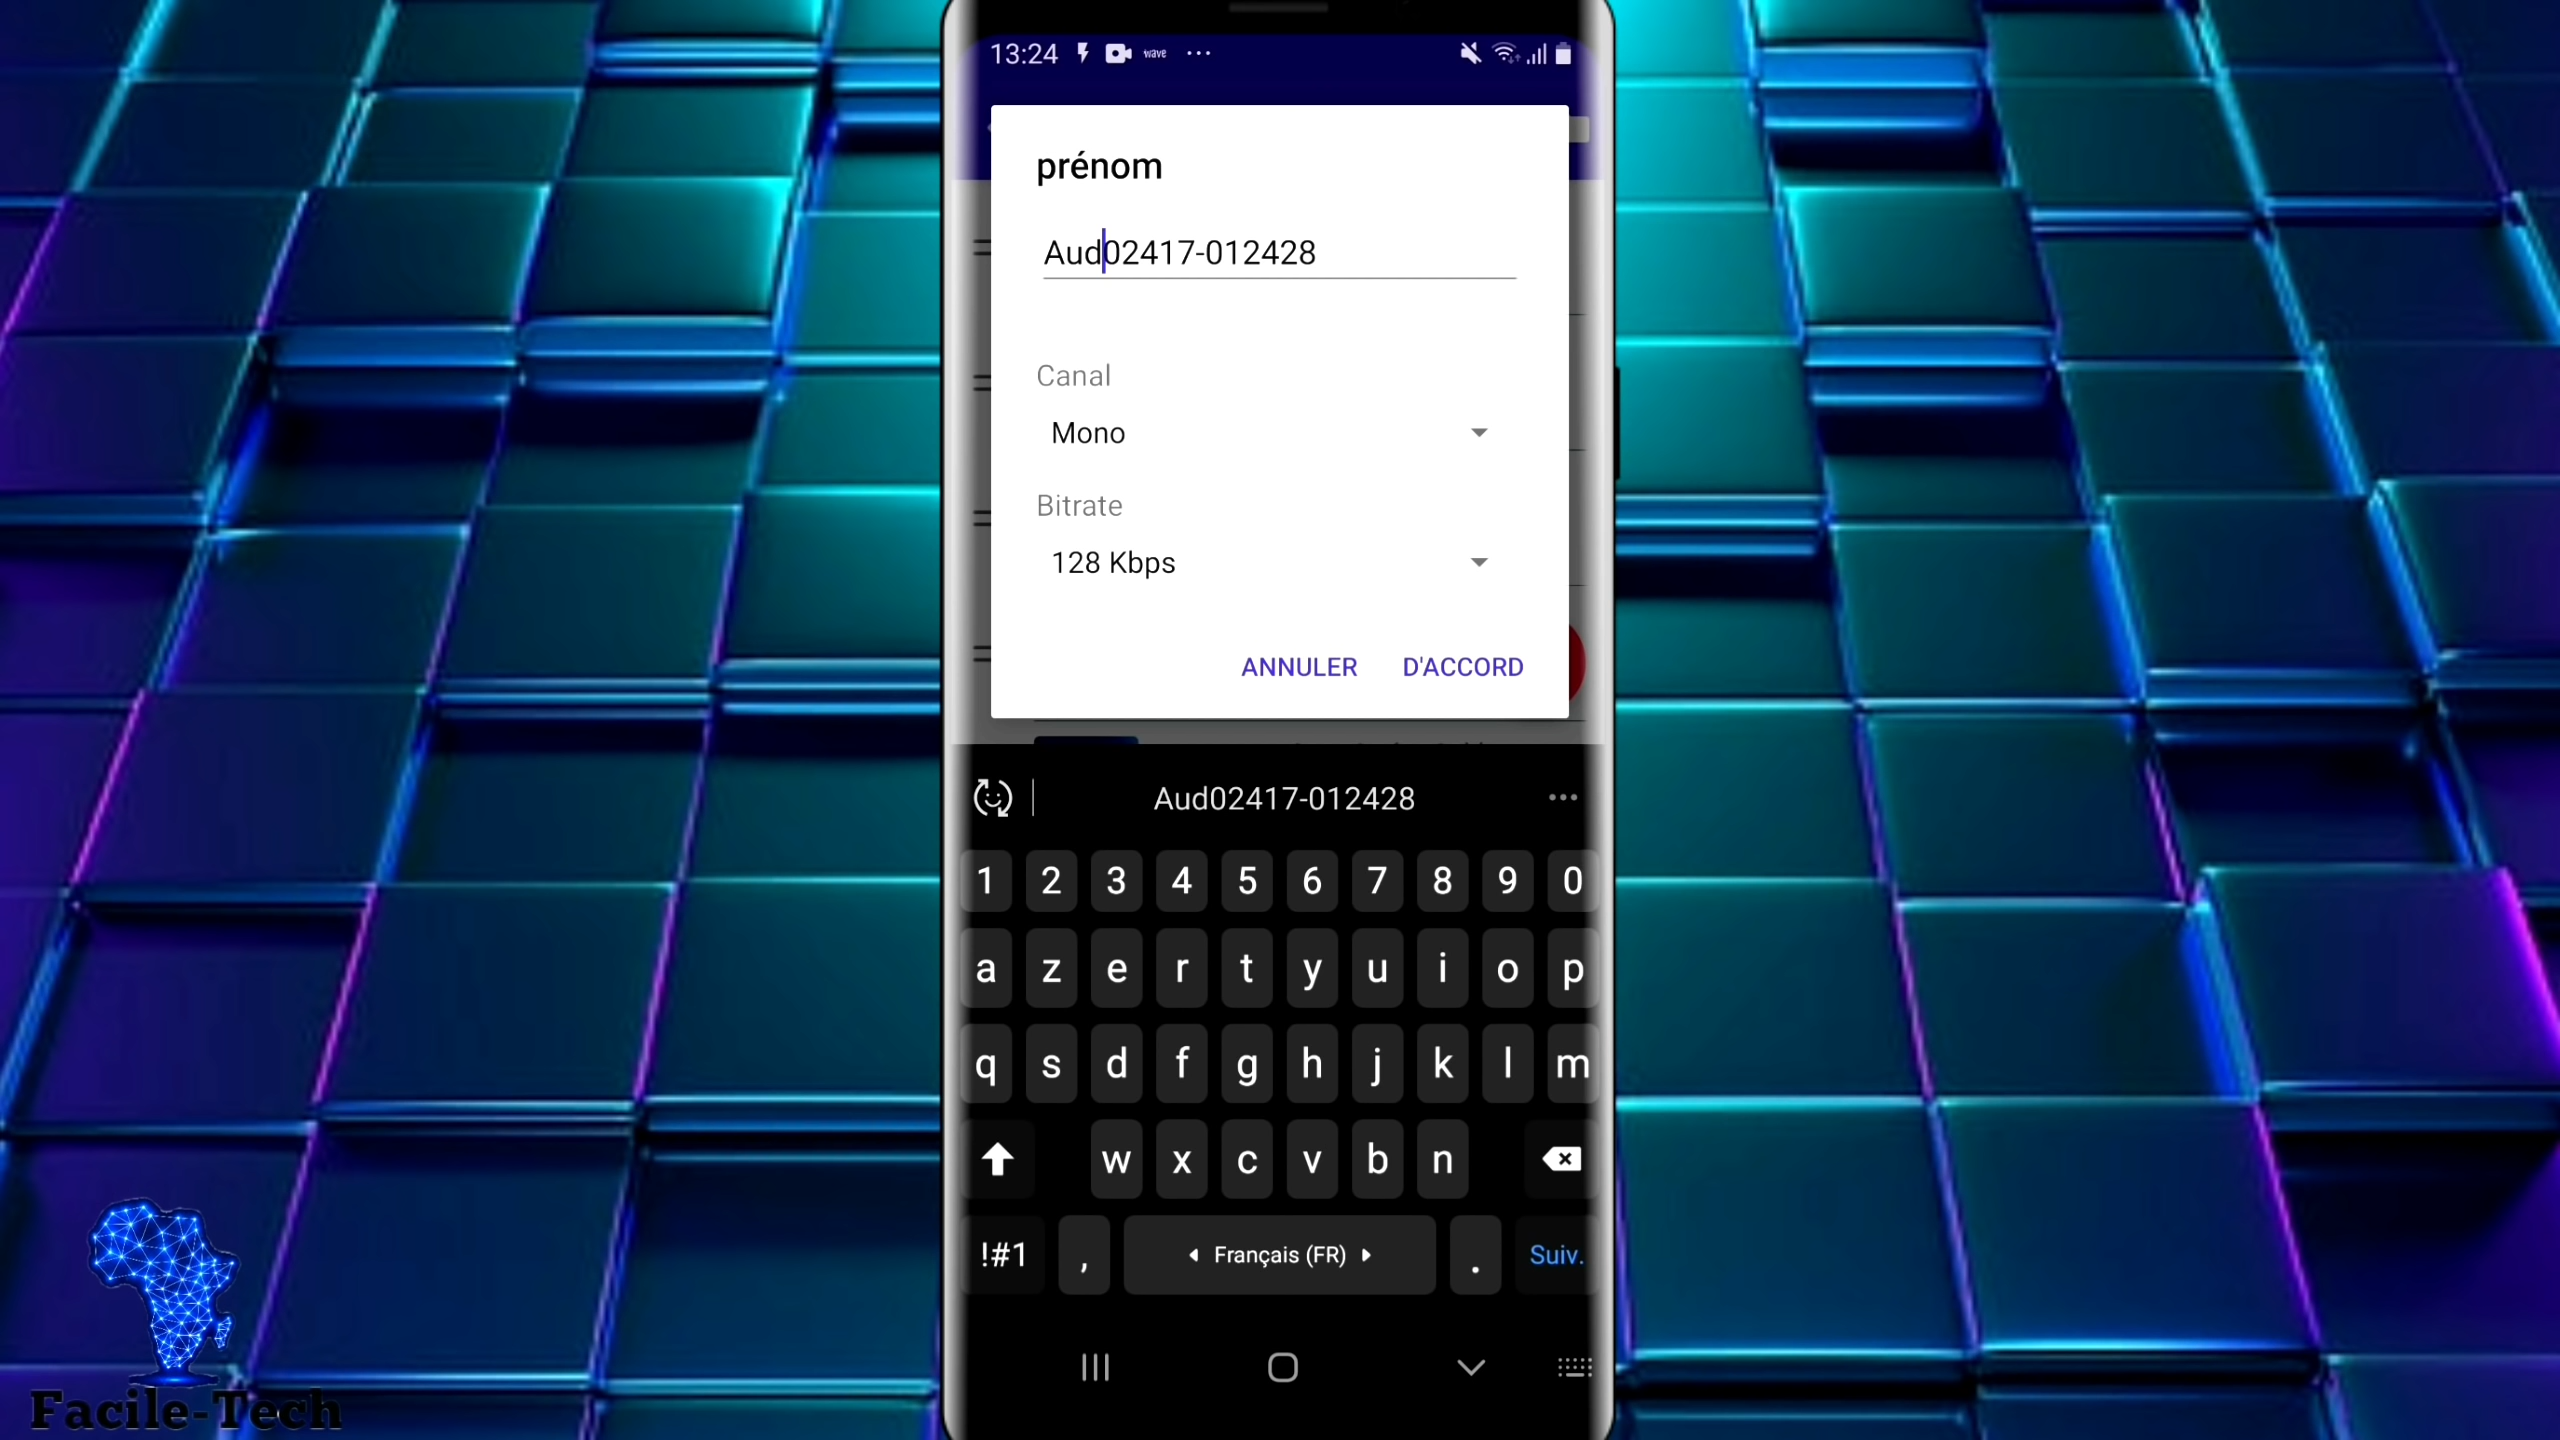 13:24 wave ...
prénom
Aud02417-012428
Canal
Mono
Bitrate
128 Kbps
ANNULER D'ACCORD
Aud02417-012428
1 2 3 4 5 6 7 8 9 0
a z e r t y u i o p
q s d f g h j k l m
w x c v b n
!#1 , Français (FR) . Suiv.
Facile-Tech